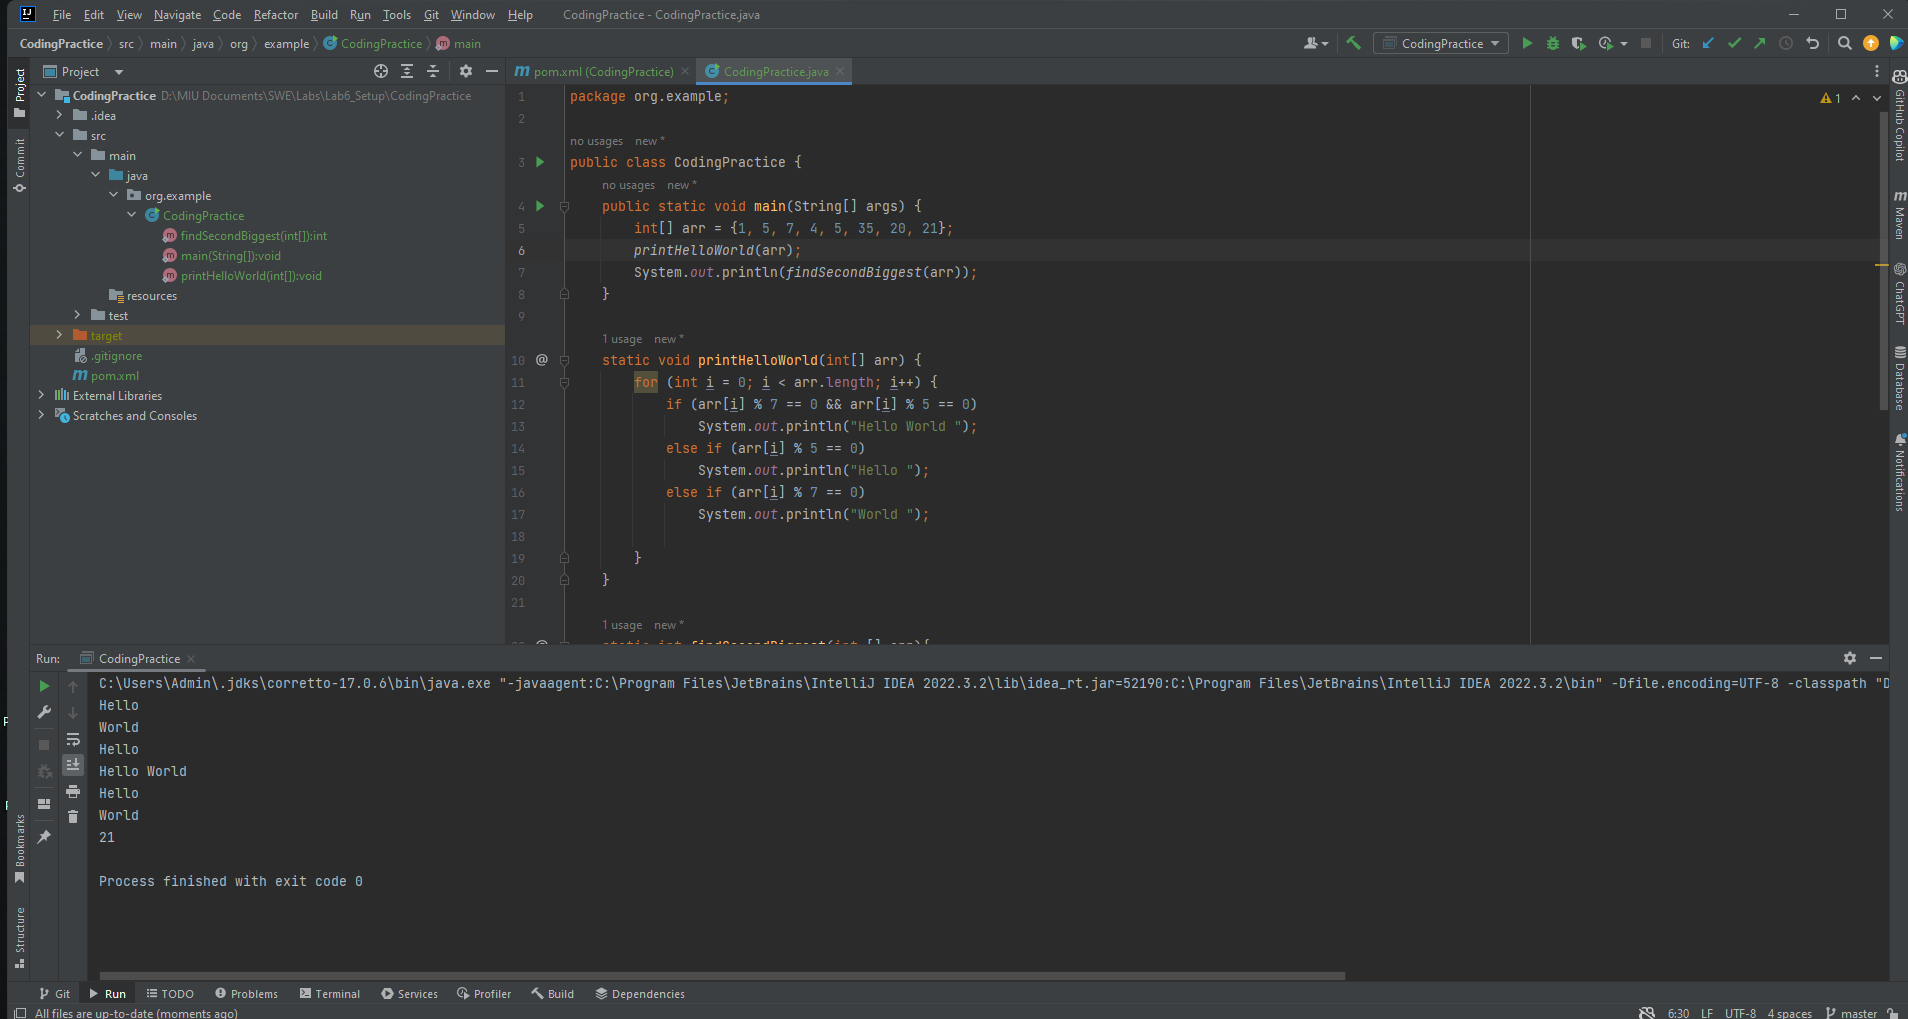 File Edit View Navigate Code Refactor Build Run Tools Git Window Help CodingPractice - CodingPractice.java
CodingPractice src main java org example CodingPractice main CodingPractice Git:
Project
pom.xml (CodingPractice) CodingPractice.java
CodingPractice D:\MIU Documents\SWE\Labs\Lab6_Setup\CodingPractice
.idea
src
main
java
org.example
CodingPractice
findSecondBiggest(int[]):int
main(String[]):void
printHelloWorld(int[]):void
resources
test
target
.gitignore
pom.xml
External Libraries
Scratches and Consoles
Project
Commit
Bookmarks
Structure
1 package org.example;
2
no usages new *
3 public class CodingPractice {
no usages new *
4 public static void main(String[] args) {
5 int[] arr = {1, 5, 7, 4, 5, 35, 20, 21};
6 printHelloWorld(arr);
7 System.out.println(findSecondBiggest(arr));
8 }
9
1 usage new *
10 @ static void printHelloWorld(int[] arr) {
11 for (int i = 0; i < arr.length; i++) {
12 if (arr[i] % 7 == 0 && arr[i] % 5 == 0)
13 System.out.println("Hello World ");
14 else if (arr[i] % 5 == 0)
15 System.out.println("Hello ");
16 else if (arr[i] % 7 == 0)
17 System.out.println("World ");
18
19 }
20 }
21
1 usage new *
1
GitHub Copilot
Maven
ChatGPT
Database
Notifications
Run: CodingPractice
C:\Users\Admin\.jdks\corretto-17.0.6\bin\java.exe "-javaagent:C:\Program Files\JetBrains\IntelliJ IDEA 2022.3.2\lib\idea_rt.jar=52190:C:\Program Files\JetBrains\IntelliJ IDEA 2022.3.2\bin" -Dfile.encoding=UTF-8 -classpath "D
Hello
World
Hello
Hello World
Hello
World
21
Process finished with exit code 0
Git Run TODO Problems Terminal Services Profiler Build Dependencies
All files are up-to-date (moments ago) 6:30 LF UTF-8 4 spaces master